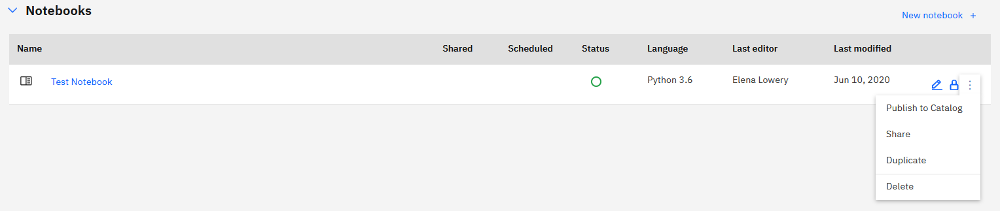 Notebooks
New notebook +
Name Shared Scheduled Status Language Last editor Last modified
Test Notebook Python 3.6 Elena Lowery Jun 10, 2020
Publish to Catalog
Share
Duplicate
Delete